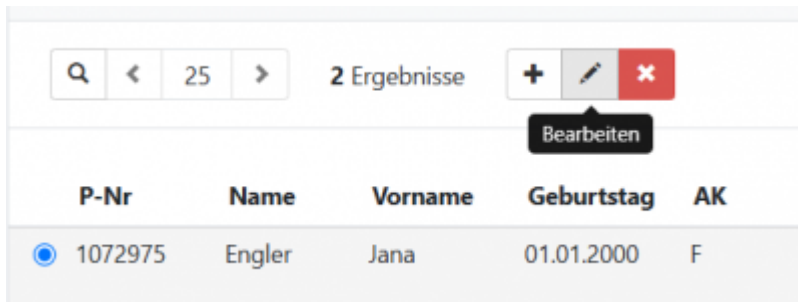 25 2 Ergebnisse
Bearbeiten
P-Nr Name Vorname Geburtstag AK
1072975 Engler Jana 01.01.2000 F